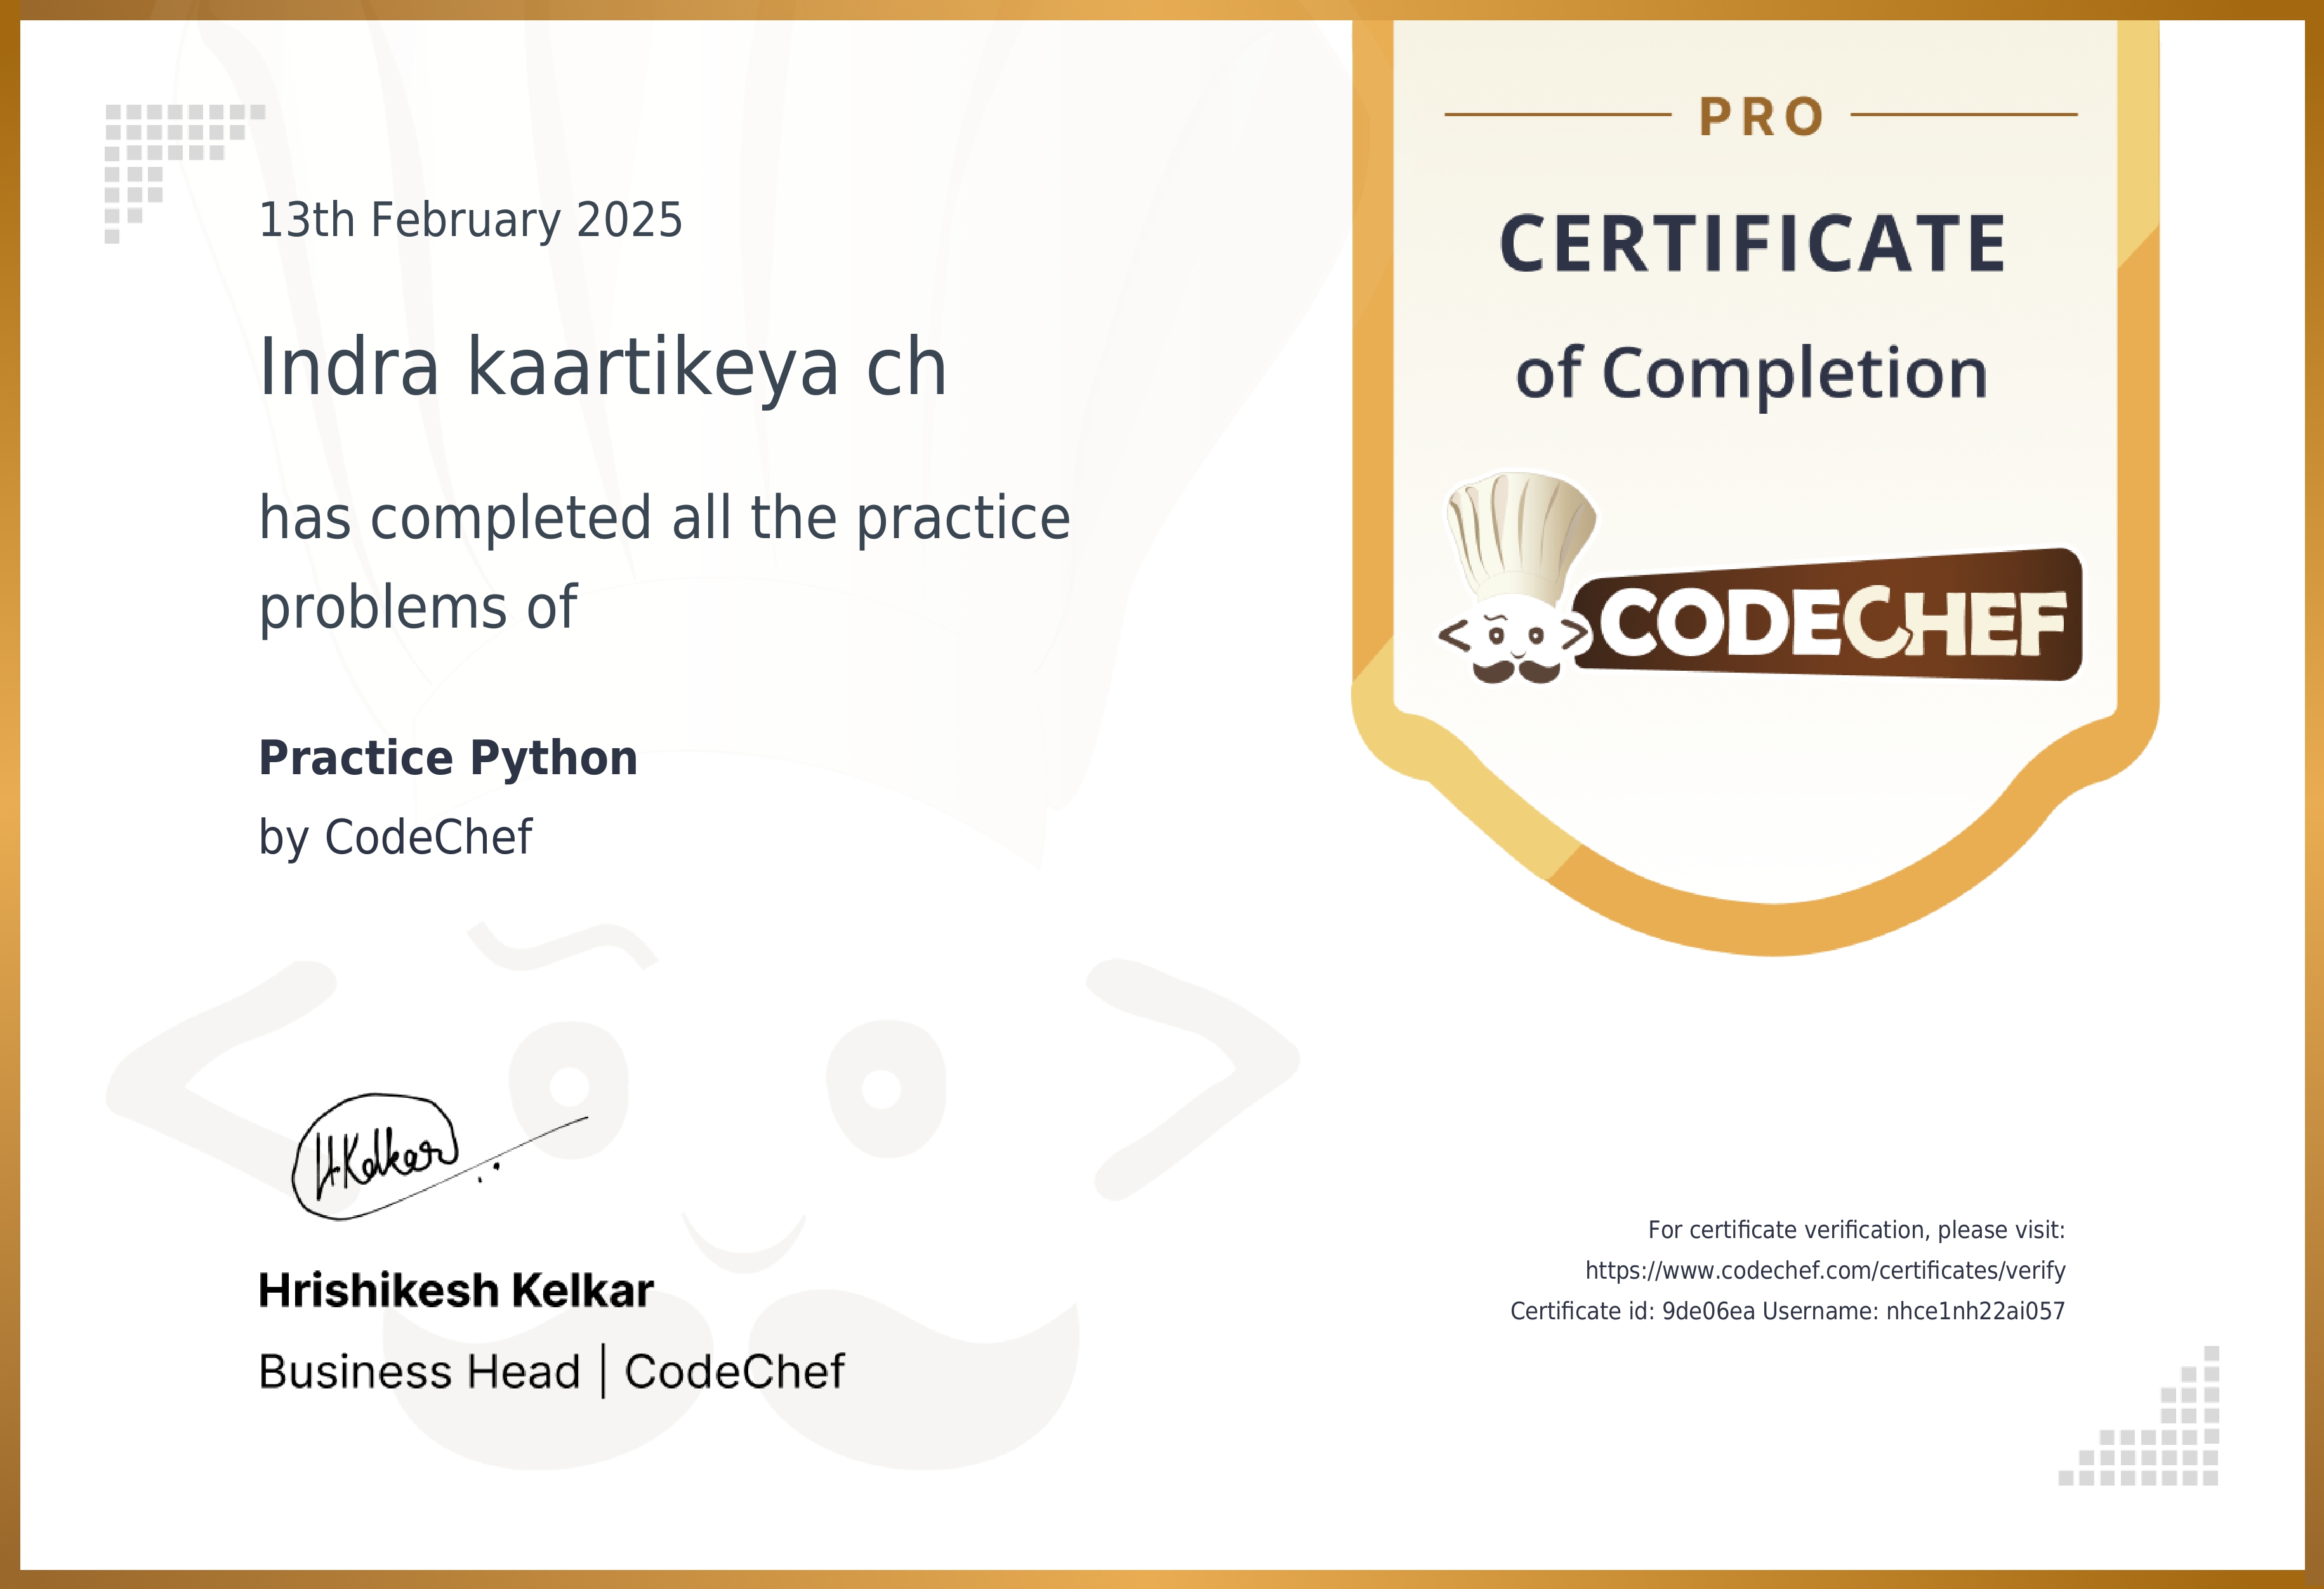 13th February 2025
Indra kaartikeya ch
has completed all the practice
problems of
Practice Python
by CodeChef
HKelkar
Hrishikesh Kelkar
Business Head | CodeChef
PRO
CERTIFICATE
of Completion
CODECHEF
For certificate verification, please visit:
https://www.codechef.com/certificates/verify
Certificate id: 9de06ea Username: nhce1nh22ai057